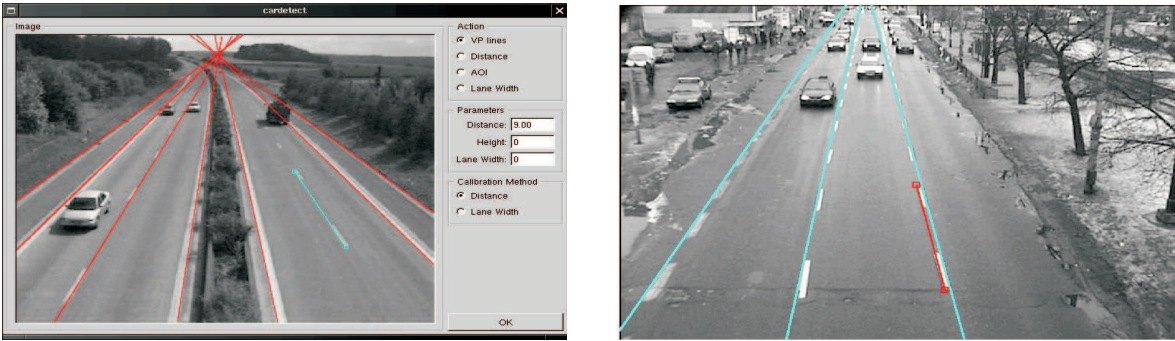 cardetect
Image
Action
VP lines
Distance
AOI
Lane Width
Parameters
Distance: 9.00
Height: 0
Lane Width: 0
Calibration Method
Distance
Lane Width
OK